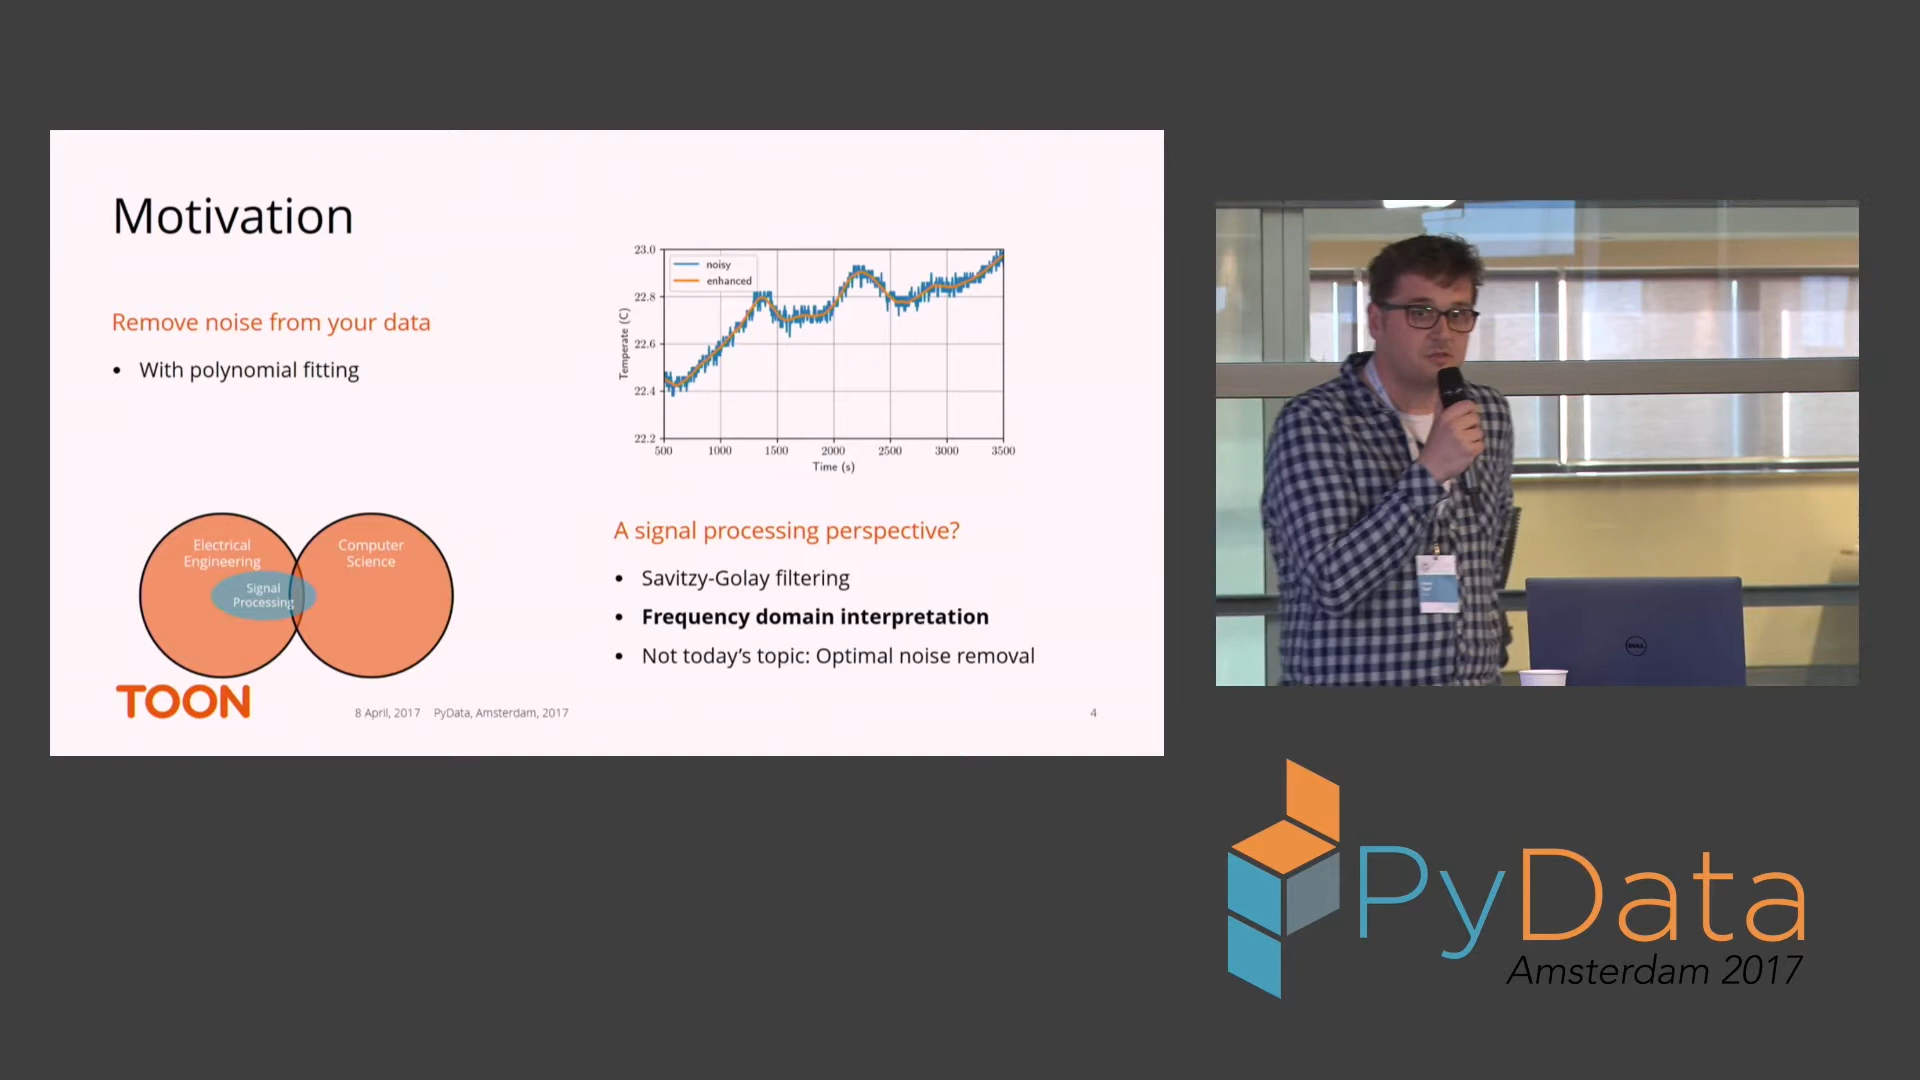 Motivation
Remove noise from your data
• With polynomial fitting
Electrical
Engineering
Computer
Science
Signal
Processing
23.0
22.8
22.6
22.4
22.2
Temperate (C)
noisy
enhanced
500 1000 1500 2000 2500 3000 3500
Time (s)
A signal processing perspective?
• Savitzy-Golay filtering
• Frequency domain interpretation
• Not today's topic: Optimal noise removal
TOON
8 April, 2017 PyData, Amsterdam, 2017
4
DELL
PyData
Amsterdam 2017